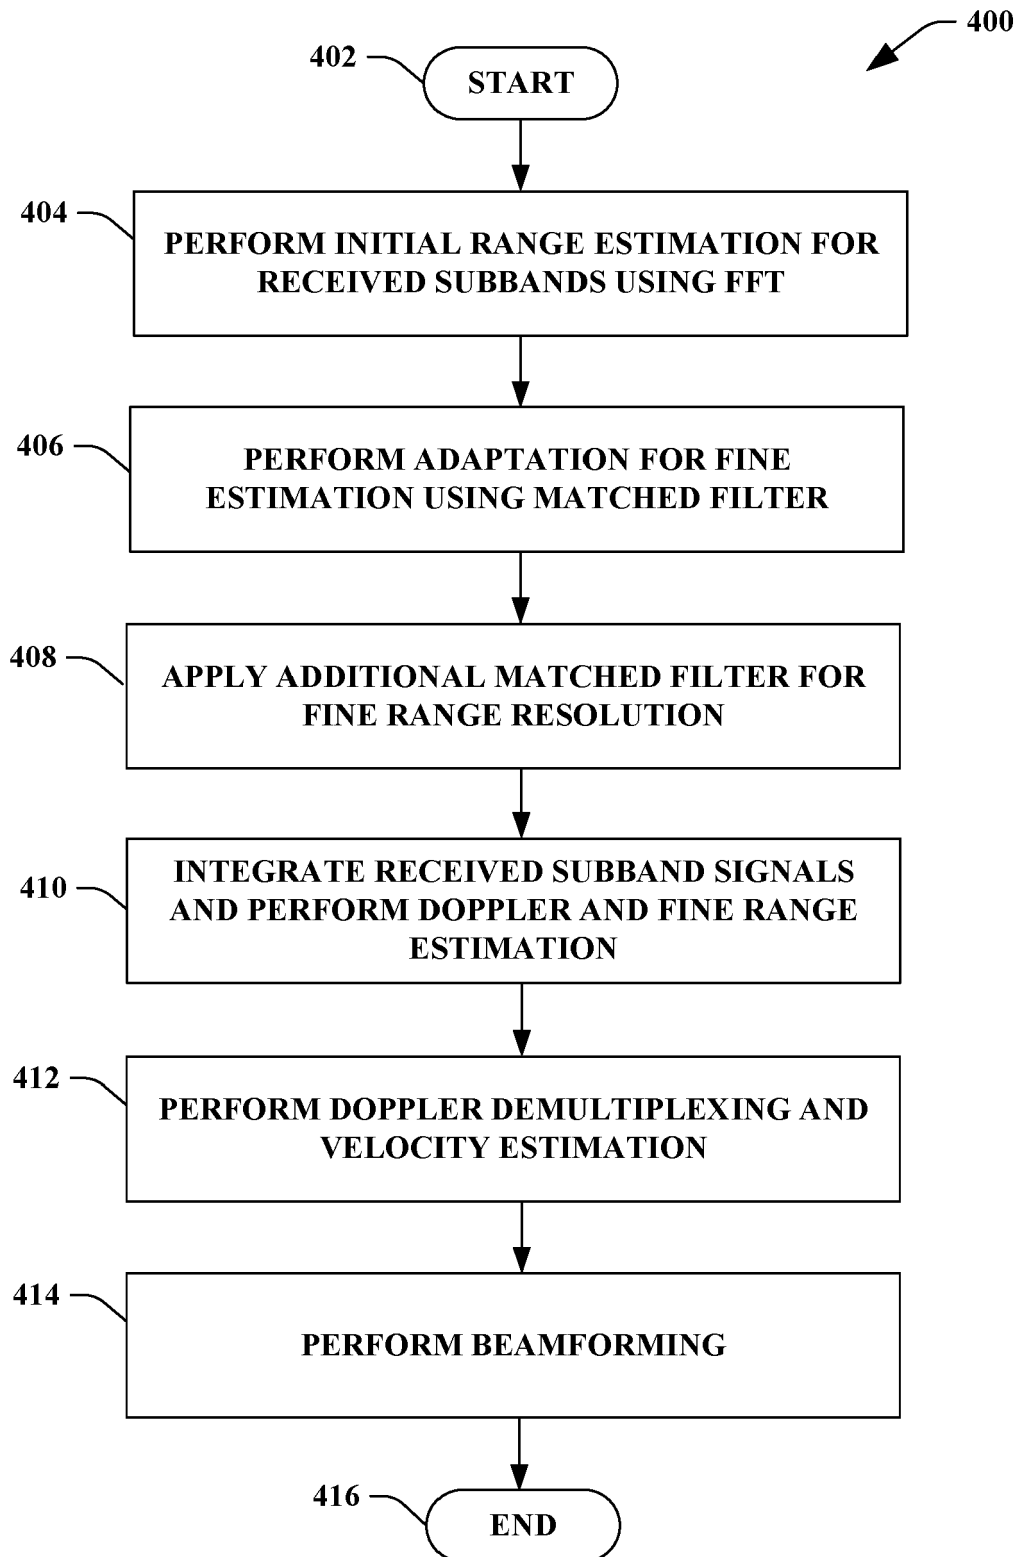 400
402
START
404
PERFORM INITIAL RANGE ESTIMATION FOR
RECEIVED SUBBANDS USING FFT
406
PERFORM ADAPTATION FOR FINE
ESTIMATION USING MATCHED FILTER
408
APPLY ADDITIONAL MATCHED FILTER FOR
FINE RANGE RESOLUTION
410
INTEGRATE RECEIVED SUBBAND SIGNALS
AND PERFORM DOPPLER AND FINE RANGE
ESTIMATION
412
PERFORM DOPPLER DEMULTIPLEXING AND
VELOCITY ESTIMATION
414
PERFORM BEAMFORMING
416
END